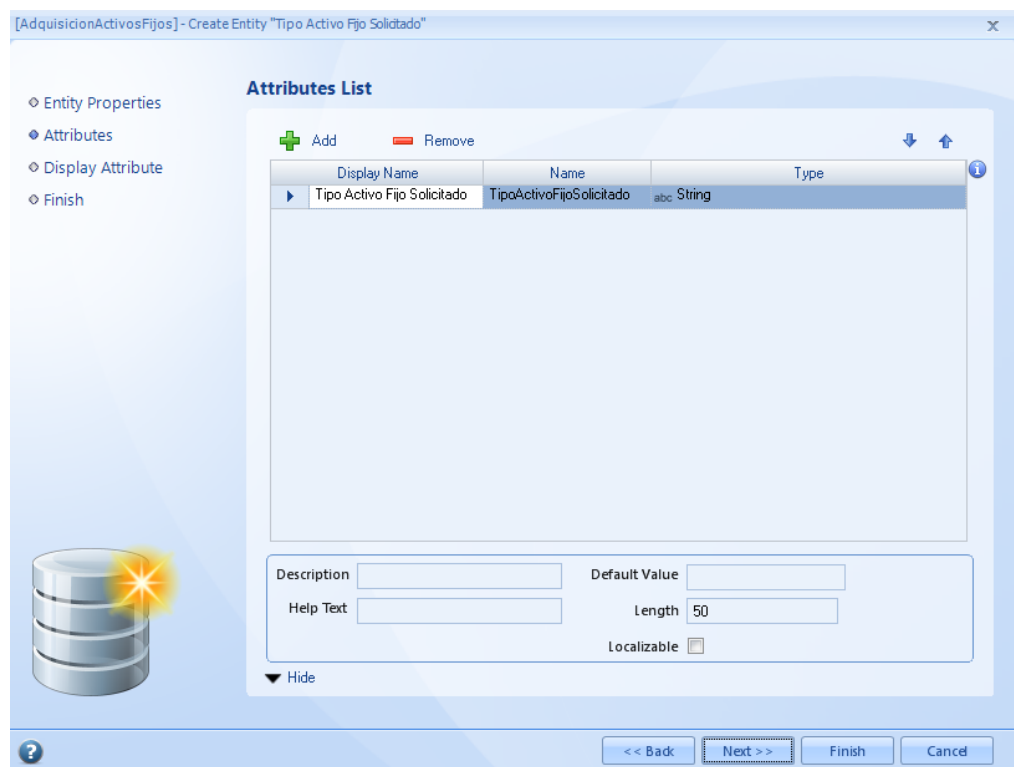 [AdquisicionActivosFijos] - Create Entity "Tipo Activo Fijo Solicitado" x
Attributes List
Entity Properties
Attributes
Display Attribute
Finish
Add Remove
Display Name Name Type
Tipo Activo Fijo Solicitado TipoActivoFijoSolicitado abc String
Description Default Value
Help Text Length 50
Localizable
Hide
? << Back Next >> Finish Cancel